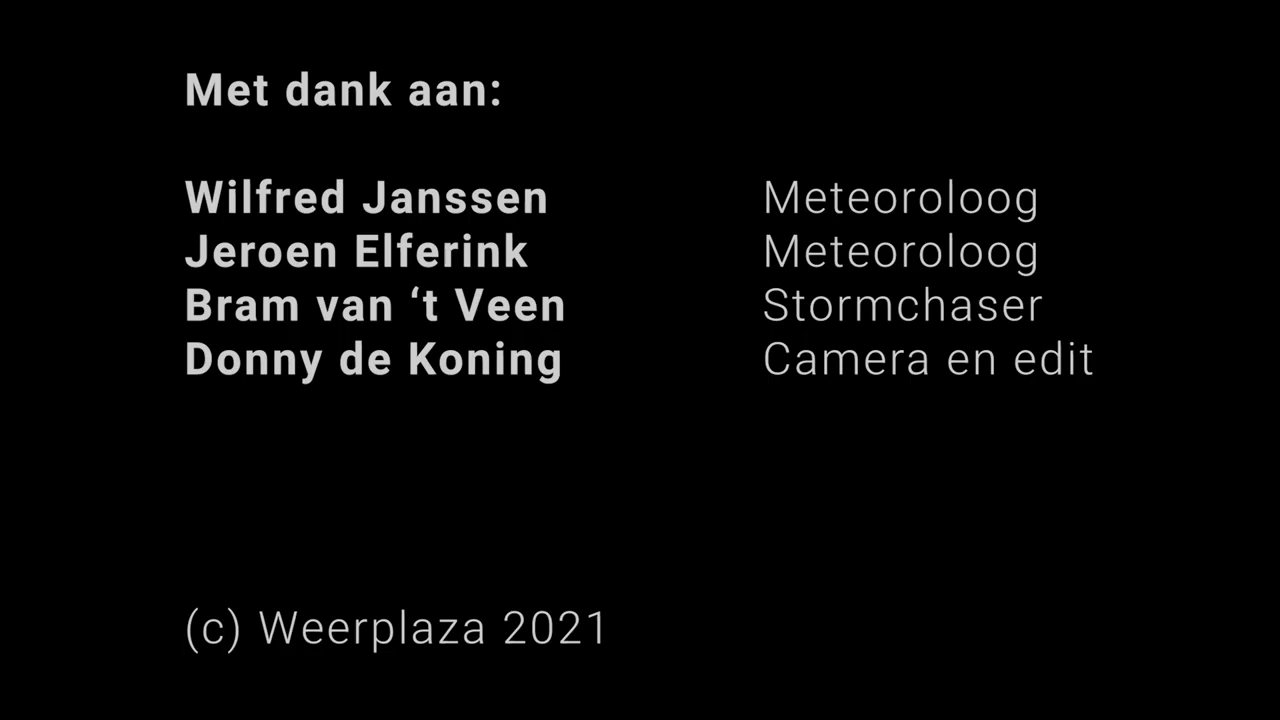 Met dank aan:
Wilfred Janssen Meteoroloog
Jeroen Elferink Meteoroloog
Bram van ‘t Veen Stormchaser
Donny de Koning Camera en edit
(c) Weerplaza 2021